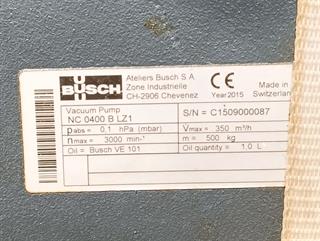 BUSCH
Ateliers Busch S.A.
Zone Industrielle
CH-2906 Chevenez
CE
Year 2015
Made in
Switzerland
Vacuum Pump
NC 0400 B LZ1
S/N = C1509000087
pabs = 0,1 hPa (mbar)
V̇max = 350 m³/h
nmax = 3000 min⁻¹
m = 500 kg
Oil = Busch VE 101
Oil quantity = 1,0 L